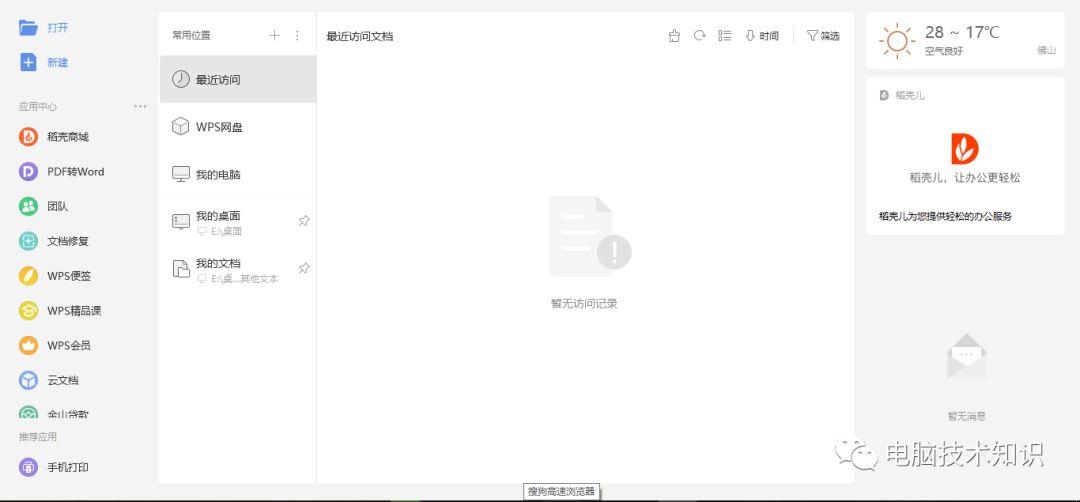 打开
新建
应用中心
稻壳商城
PDF转Word
团队
文档修复
WPS便签
WPS精品课
WPS会员
云文档
金山贷款
推荐应用
手机打印
常用位置
最近访问
WPS网盘
我的电脑
我的桌面
E:\桌面
我的文档
E:\桌...其他文本
最近访问文档
时间
筛选
暂无访问记录
28 ~ 17℃
空气良好
佛山
稻壳儿
稻壳儿，让办公更轻松
稻壳儿为您提供轻松的办公服务
暂无消息
电脑技术知识
搜狗高速浏览器